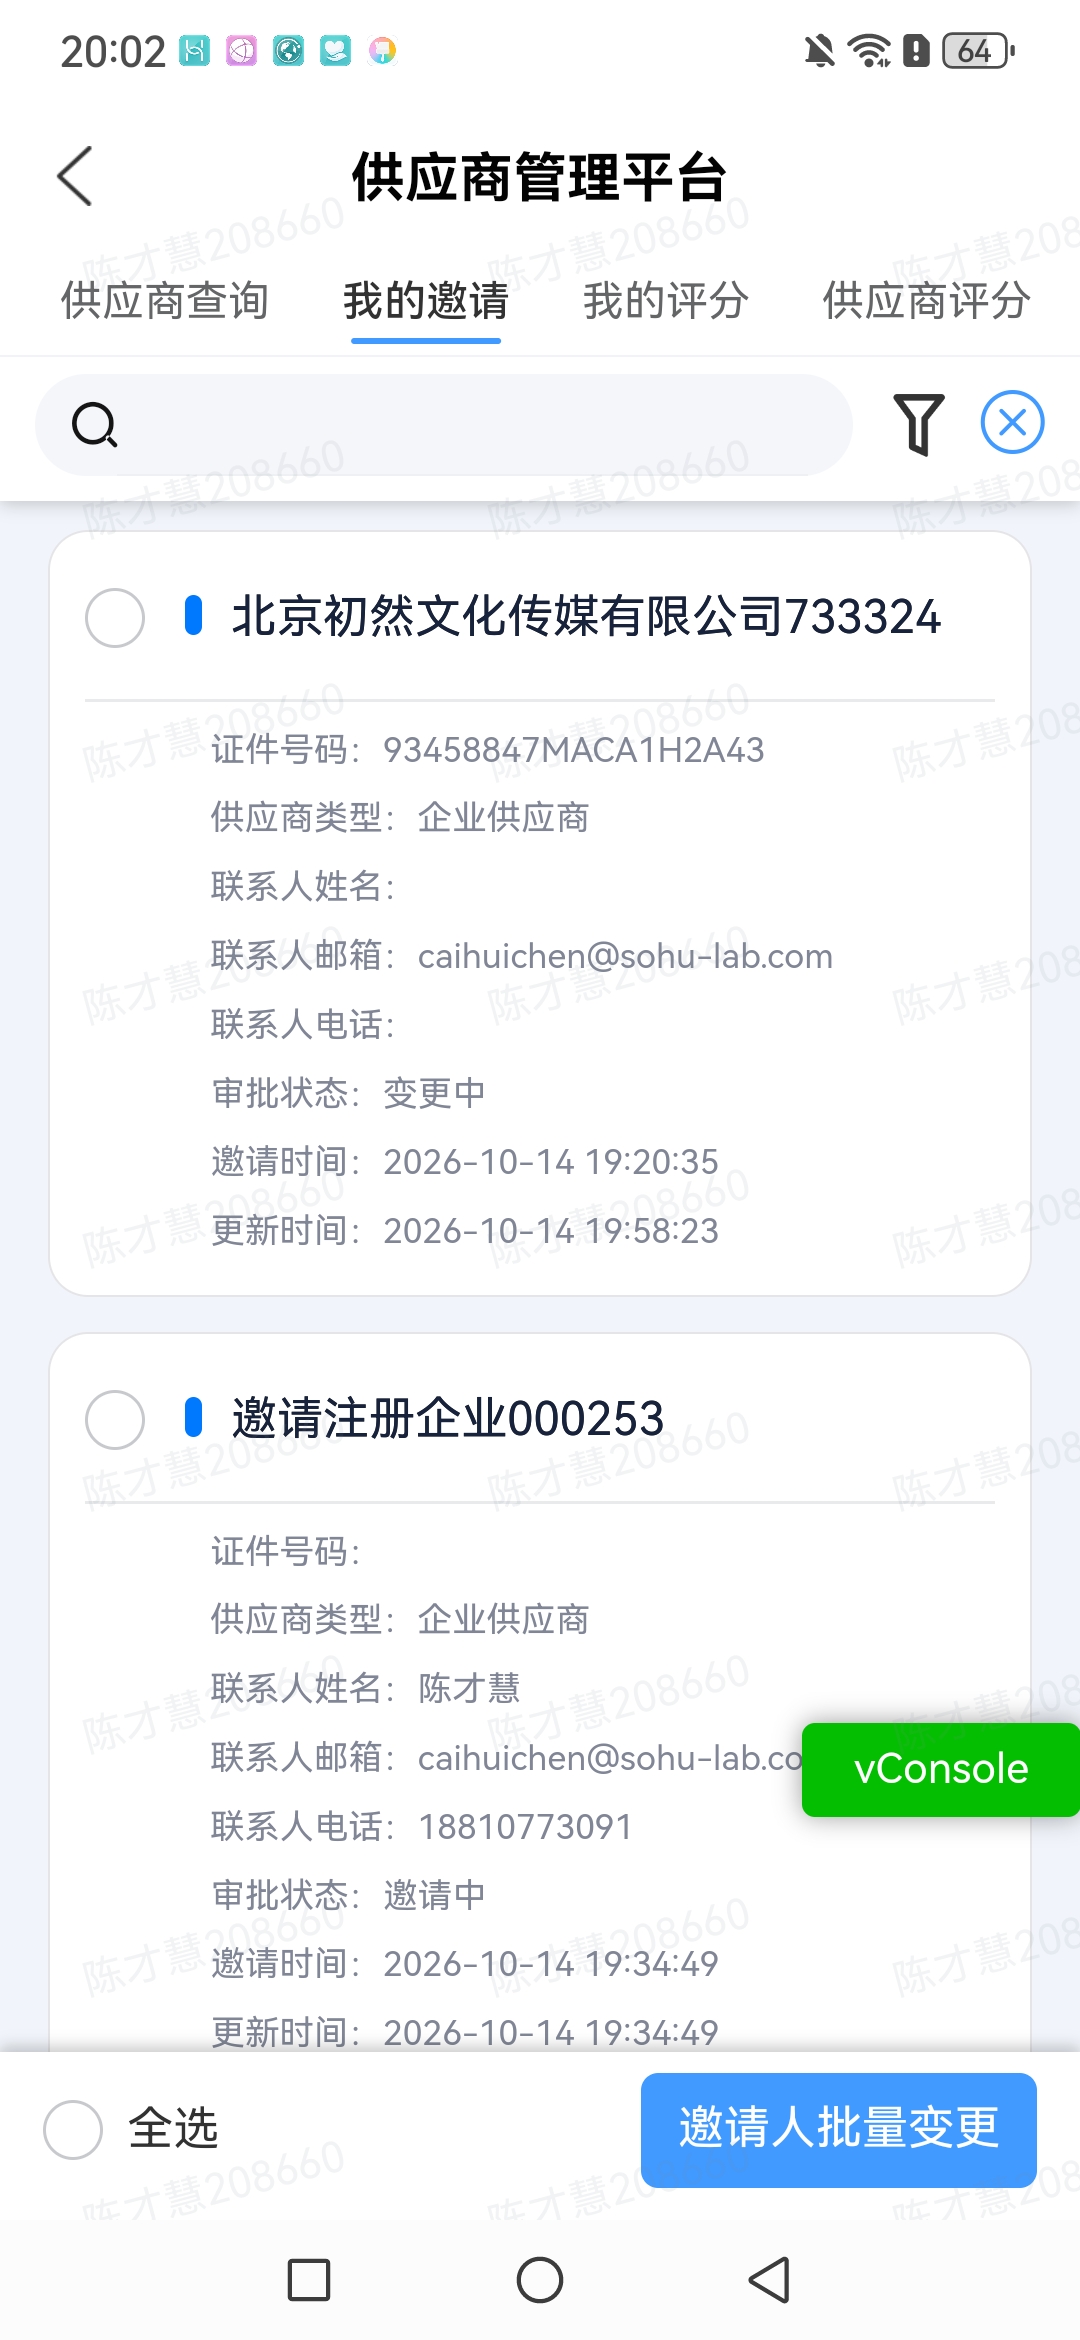 20:02
64
供应商管理平台
供应商查询 我的邀请 我的评分 供应商评分
北京初然文化传媒有限公司733324
证件号码： 93458847MACA1H2A43
供应商类型： 企业供应商
联系人姓名：
联系人邮箱： caihuichen@sohu-lab.com
联系人电话：
审批状态： 变更中
邀请时间： 2026-10-14 19:20:35
更新时间： 2026-10-14 19:58:23
邀请注册企业000253
证件号码：
供应商类型： 企业供应商
联系人姓名： 陈才慧
联系人邮箱： caihuichen@sohu-lab.co
vConsole
联系人电话： 18810773091
审批状态： 邀请中
邀请时间： 2026-10-14 19:34:49
更新时间： 2026-10-14 19:34:49
全选
邀请人批量变更
陈才慧208660